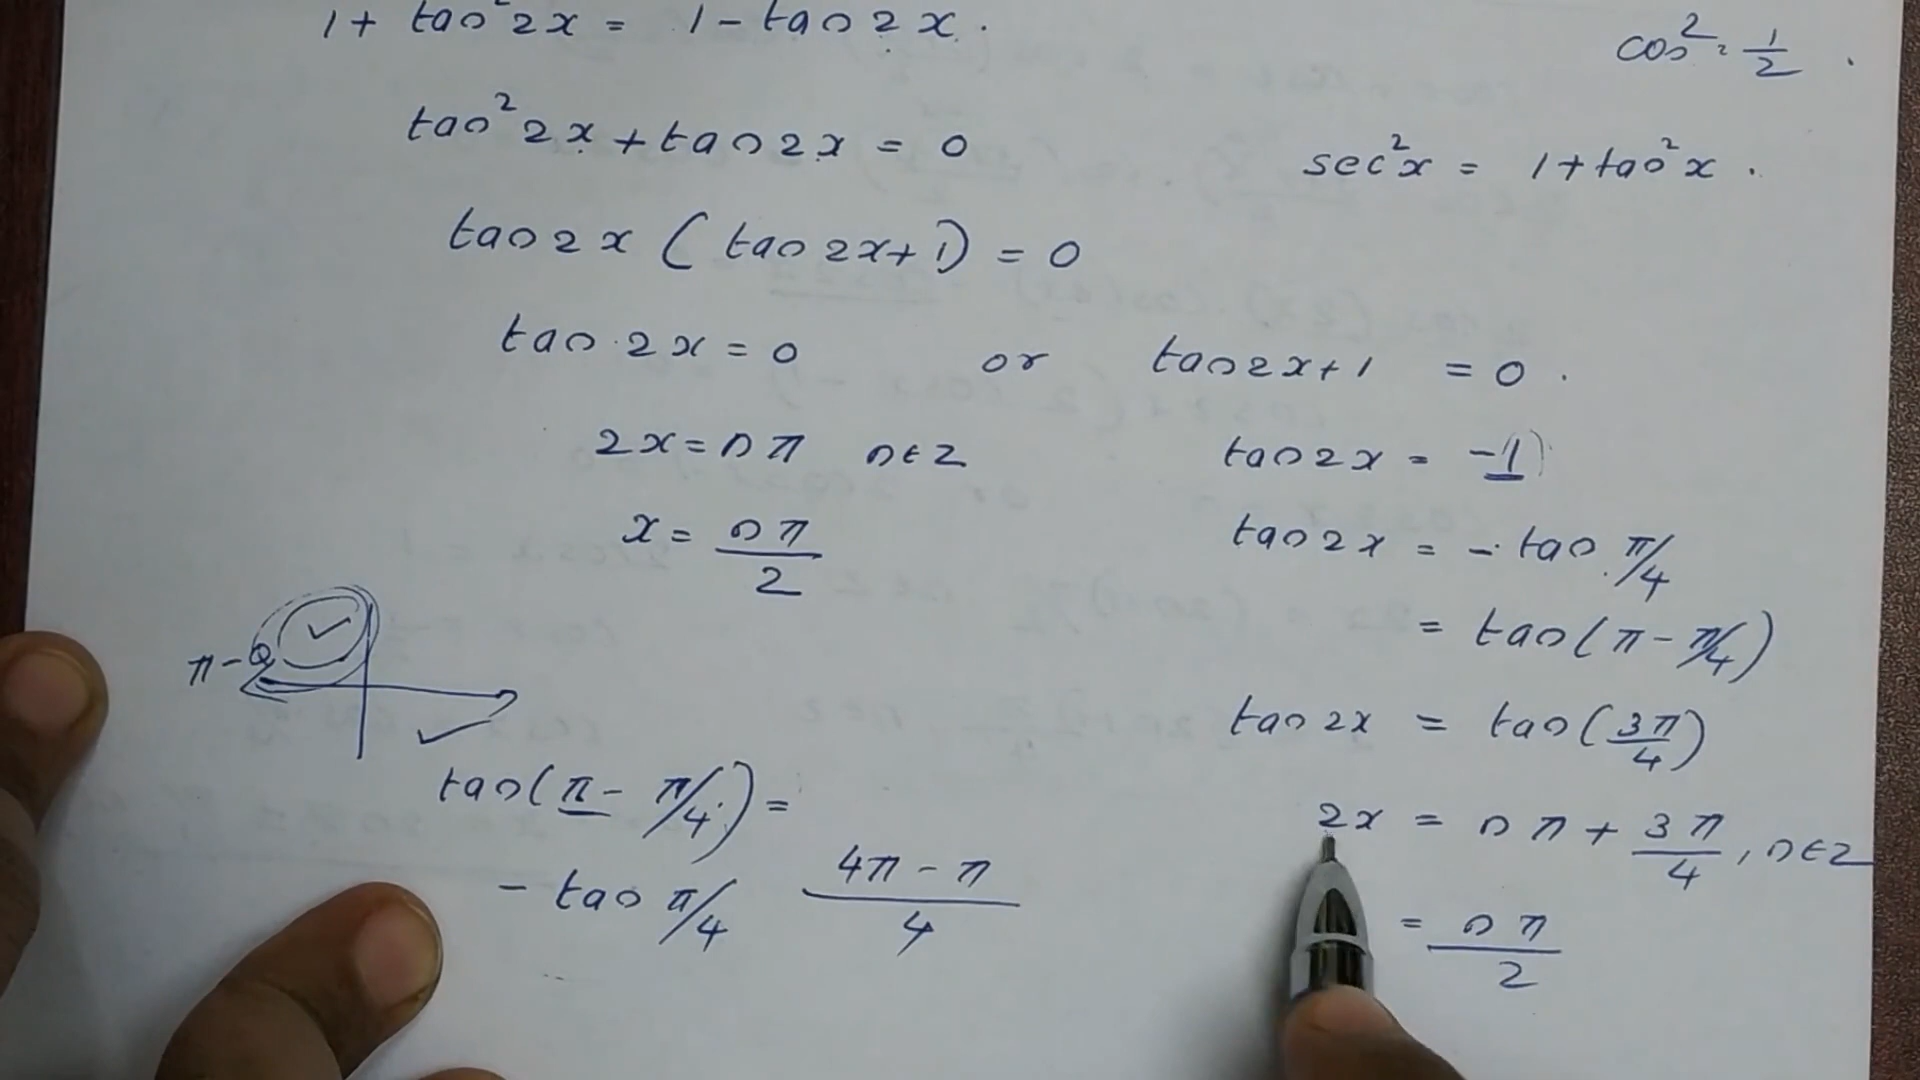 1 + tan²2x = 1 - tan2x.
cos² = 1/2 .
tan²2x + tan2x = 0
sec²x = 1 + tan²x .
tan2x ( tan2x+1) = 0
tan 2x = 0 or tan2x+1 = 0 .
2x = nπ n∈Z
tan2x = -1
x = nπ/2
tan2x = - tan π/4
= tan(π - π/4)
π-θ
tan2x = tan(3π/4)
tan(π - π/4) =
2x = nπ + 3π/4 , n∈Z
- tan π/4
4π - π/4
= nπ/2